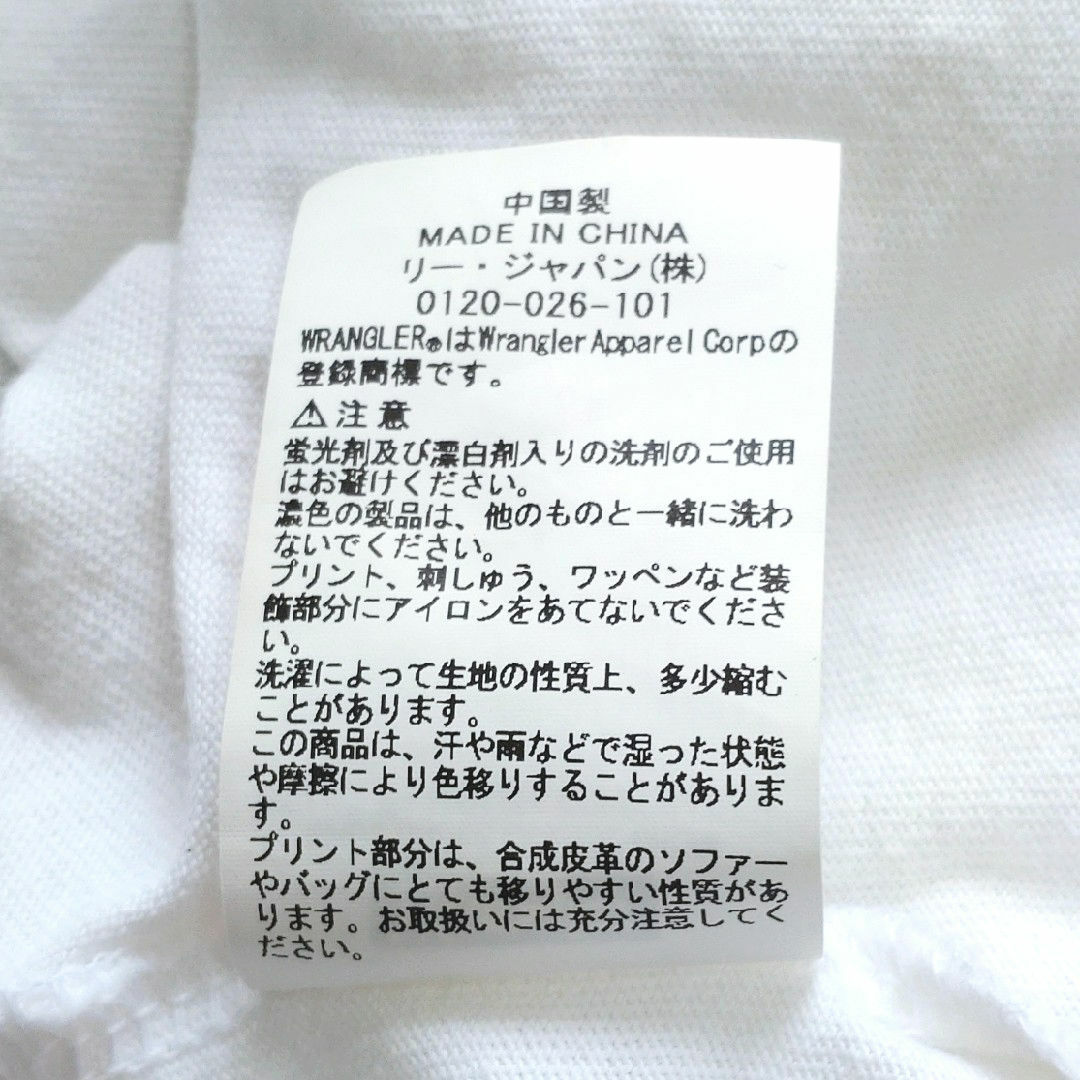 中国製
MADE IN CHINA
リー・ジャパン(株)
0120-026-101
WRANGLER®はWrangler Apparel Corpの
登録商標です。
⚠注意
蛍光剤及び漂白剤入りの洗剤のご使用
はお避けください。
濃色の製品は、他のものと一緒に洗わ
ないでください。
プリント、刺しゅう、ワッペンなど装
飾部分にアイロンをあてないでくださ
い。
洗濯によって生地の性質上、多少縮む
ことがあります。
この商品は、汗や雨などで湿った状態
や摩擦により色移りすることがありま
す。
プリント部分は、合成皮革のソファー
やバッグにとても移りやすい性質があ
ります。お取扱いには充分注意してく
ださい。